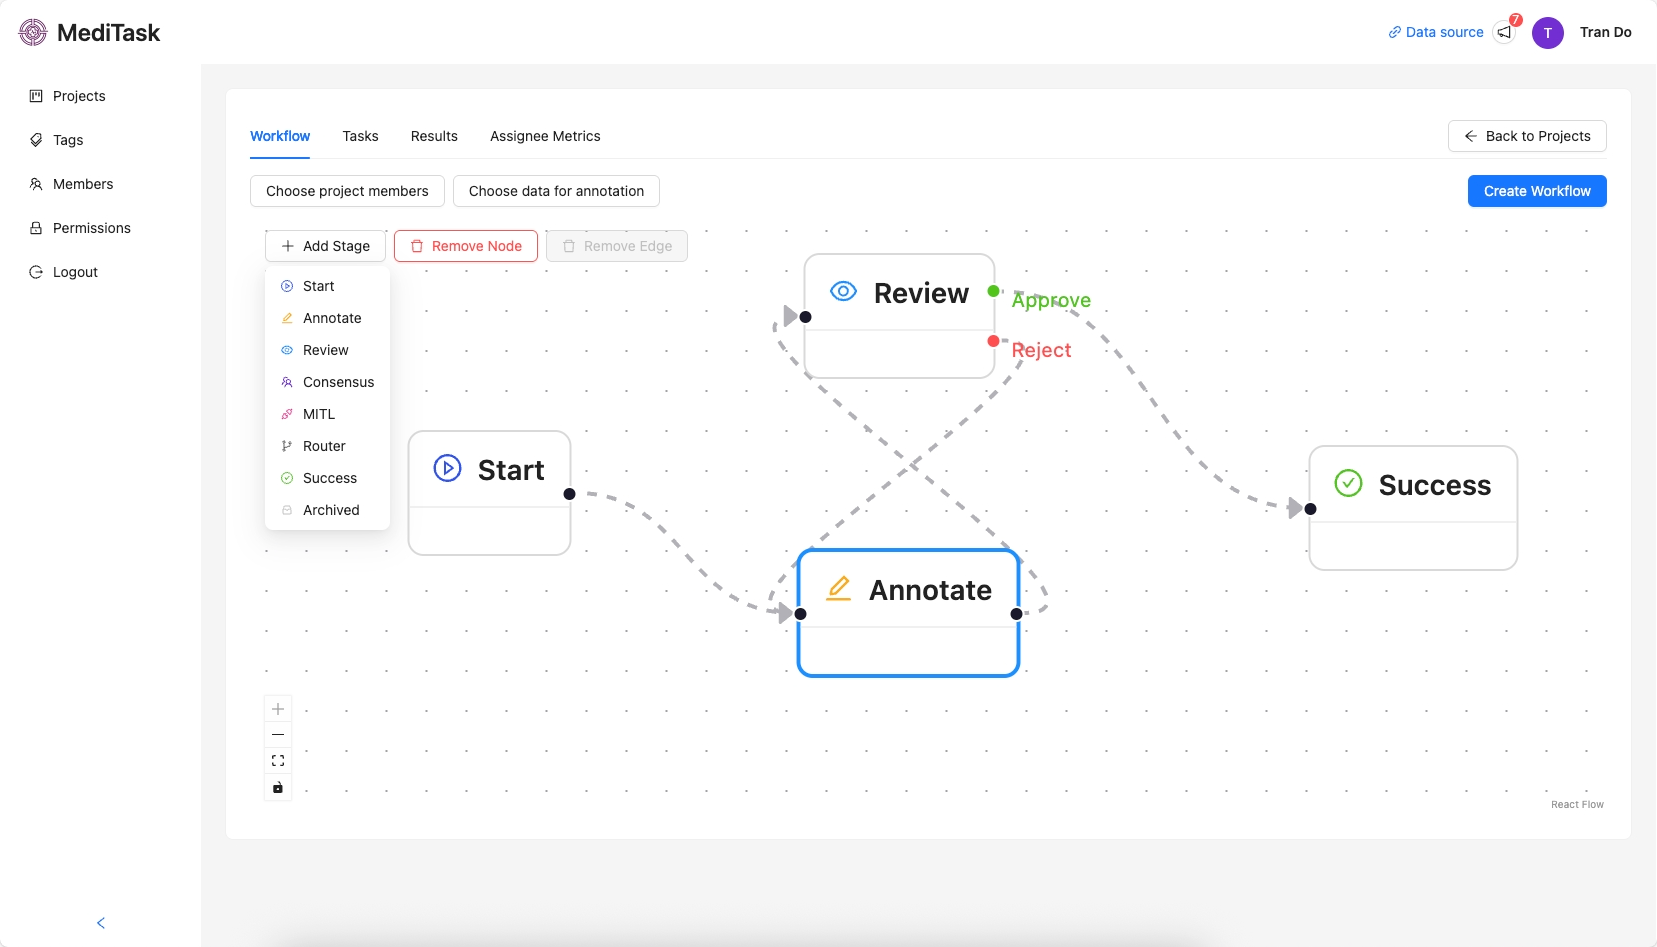 MediTask
Data source
7
T
Tran Do
Projects
Tags
Members
Permissions
Logout
Workflow
Tasks
Results
Assignee Metrics
Back to Projects
Choose project members
Choose data for annotation
Create Workflow
Add Stage
Remove Node
Remove Edge
Start
Annotate
Review
Consensus
MITL
Router
Success
Archived
Review
Approve
Reject
Start
Success
Annotate
React Flow